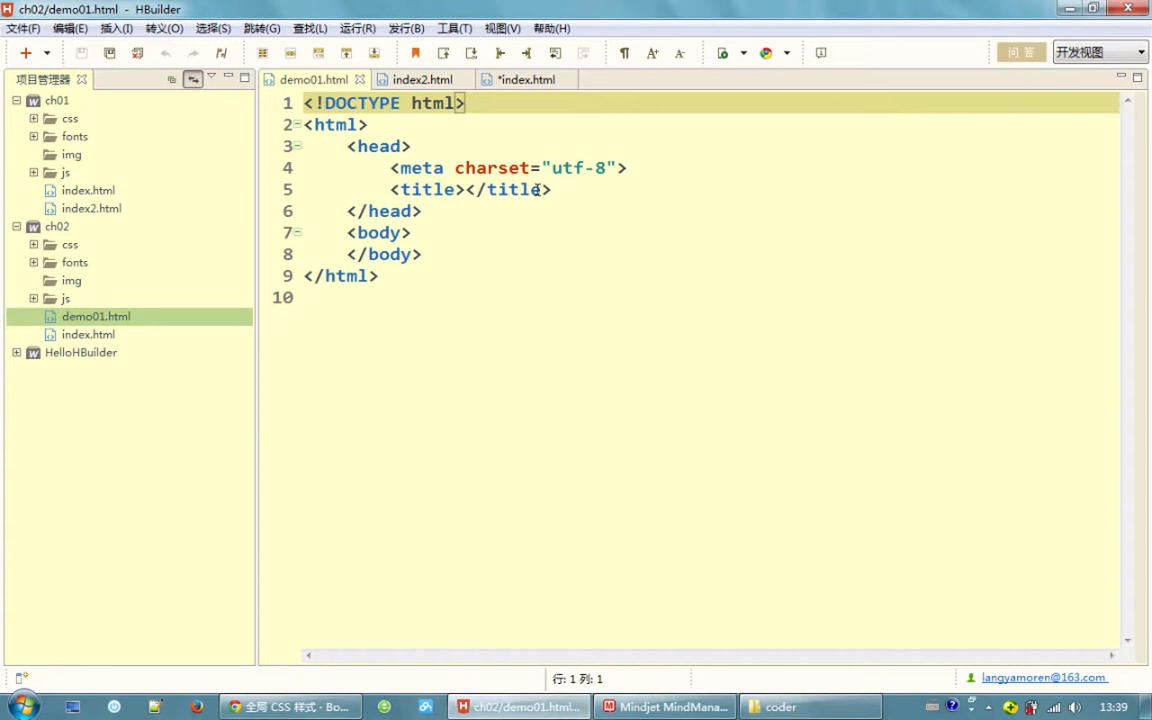 ch02/demo01.html - HBuilder
文件(F) 编辑(E) 插入(I) 转义(O) 选择(S) 跳转(G) 查找(L) 运行(R) 发行(B) 工具(T) 视图(V) 帮助(H)
问答 开发视图
项目管理器
demo01.html index2.html *index.html
ch01
css
fonts
img
js
index.html
index2.html
ch02
css
fonts
img
js
demo01.html
index.html
HelloHBuilder
1 <!DOCTYPE html>
2 <html>
3 <head>
4 <meta charset="utf-8">
5 <title></title>
6 </head>
7 <body>
8 </body>
9 </html>
10
行: 1 列: 1
langyamoren@163.com
全局 CSS 样式 · Bo... ch02/demo01.html... Mindjet MindMana... coder 13:39